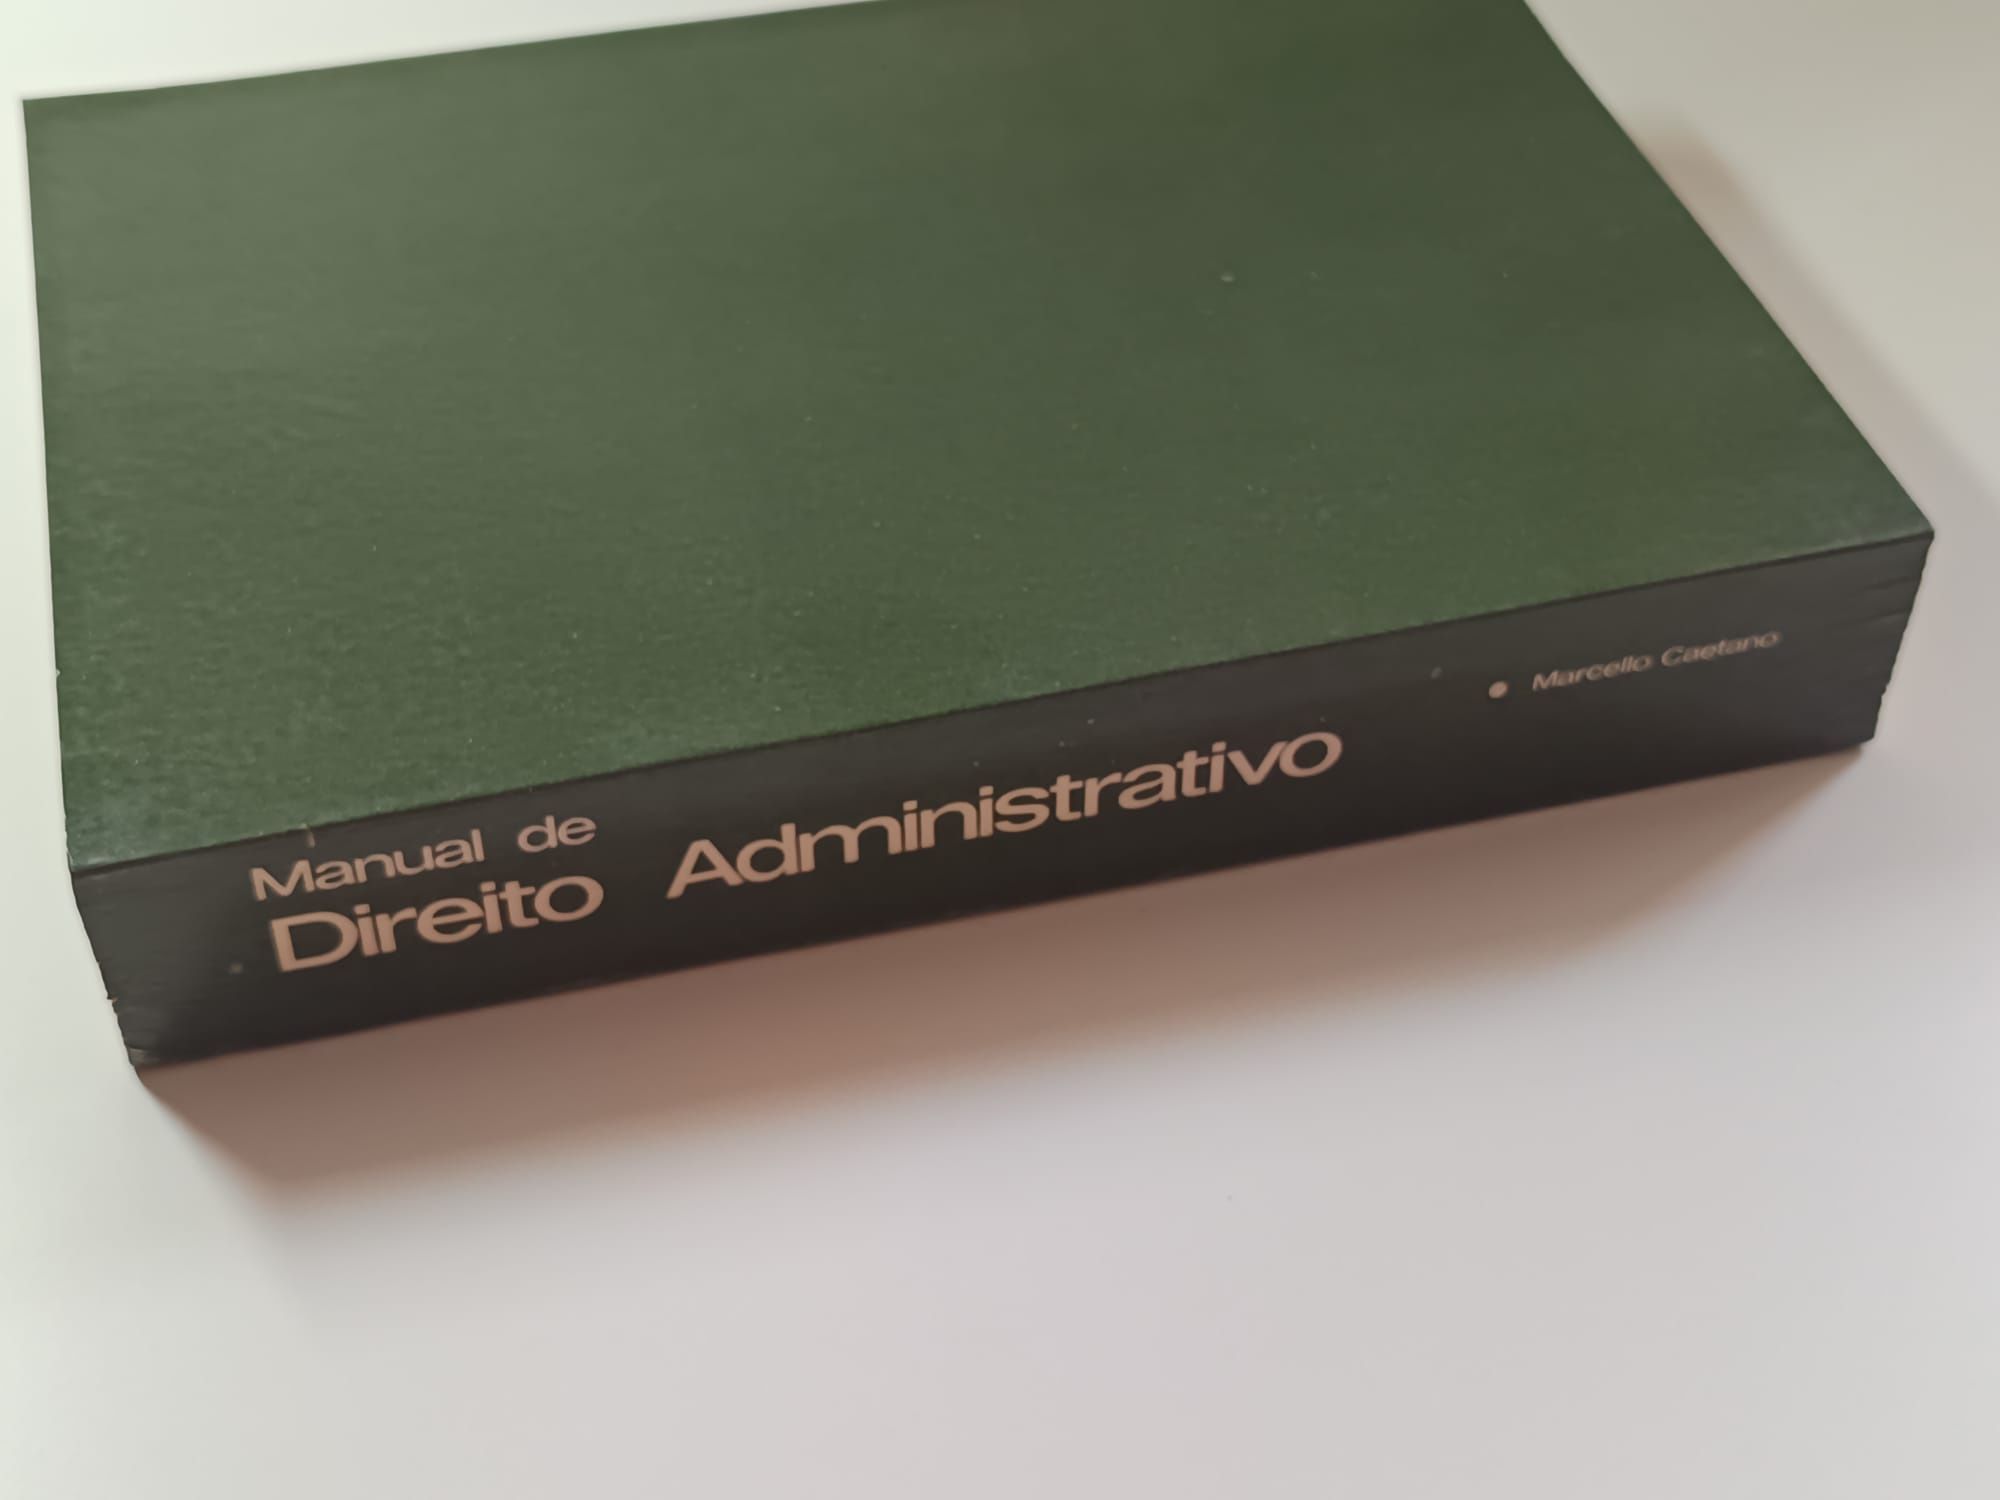 Manual de
Direito Administrativo
• Marcello Caetano